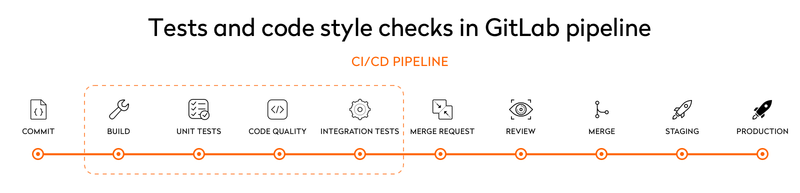 Tests and code style checks in GitLab pipeline
CI/CD PIPELINE
COMMIT
BUILD
UNIT TESTS
CODE QUALITY
INTEGRATION TESTS
MERGE REQUEST
REVIEW
MERGE
STAGING
PRODUCTION